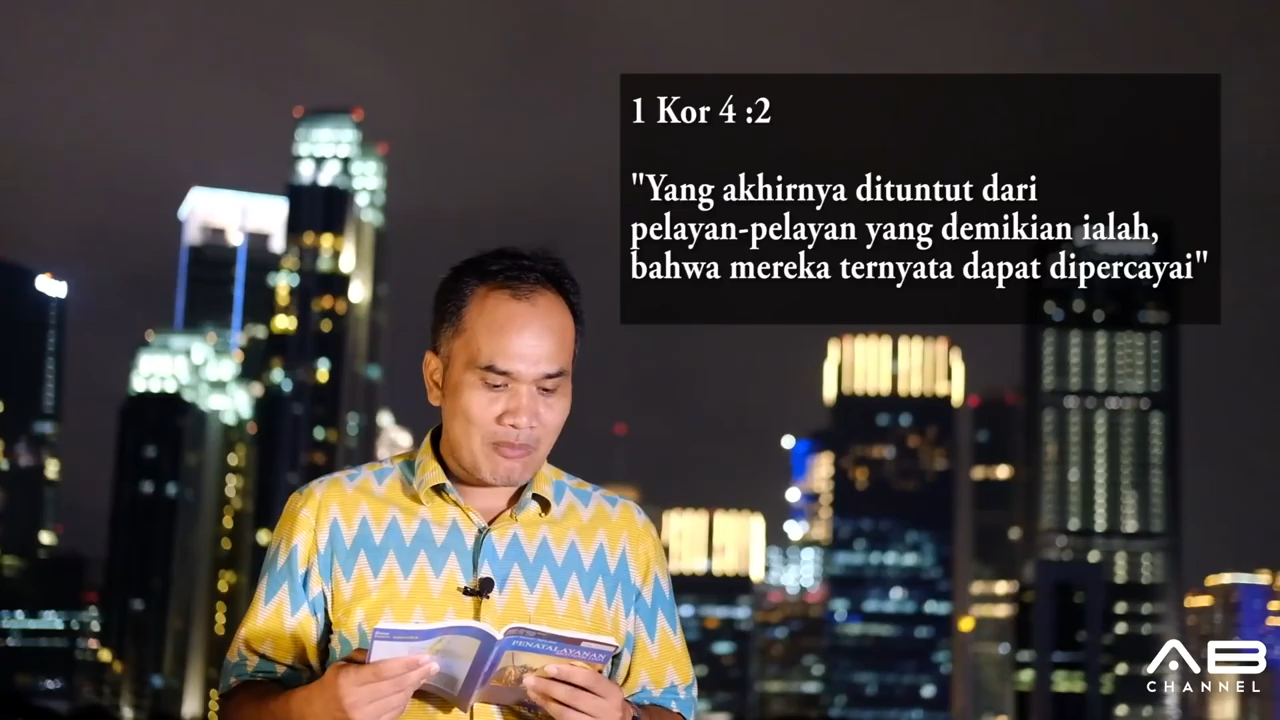 1 Kor 4 :2
"Yang akhirnya dituntut dari
pelayan-pelayan yang demikian ialah,
bahwa mereka ternyata dapat dipercayai"
PENATALAYANAN
AB
CHANNEL